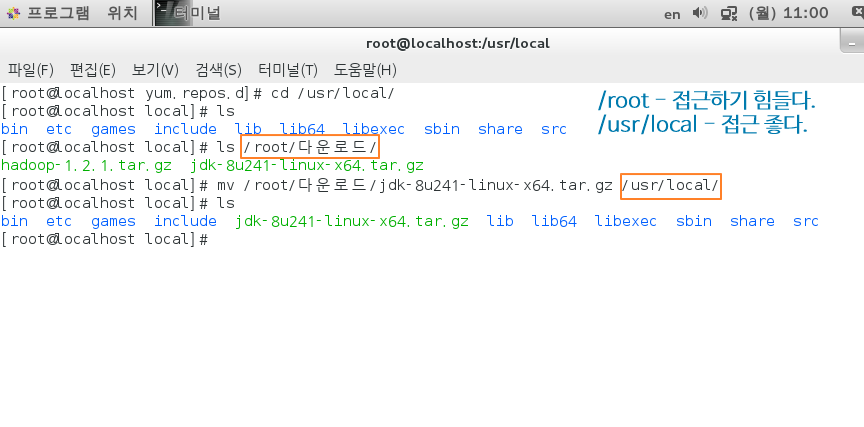 프로그램 위치 터미널 en (월) 11:00
root@localhost:/usr/local
파일(F) 편집(E) 보기(V) 검색(S) 터미널(T) 도움말(H)
[root@localhost yum.repos.d]# cd /usr/local/
[root@localhost local]# ls
bin etc games include lib lib64 libexec sbin share src
[root@localhost local]# ls /root/다운로드/
hadoop-1.2.1.tar.gz jdk-8u241-linux-x64.tar.gz
[root@localhost local]# mv /root/다운로드/jdk-8u241-linux-x64.tar.gz /usr/local/
[root@localhost local]# ls
bin etc games include jdk-8u241-linux-x64.tar.gz lib lib64 libexec sbin share src
[root@localhost local]#
/root - 접근하기 힘들다.
/usr/local - 접근 좋다.